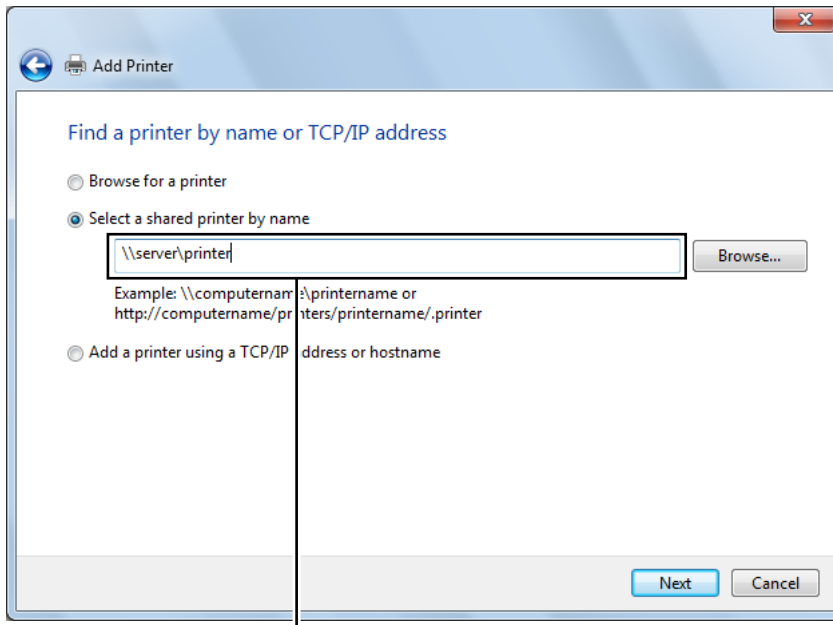 Add Printer
Find a printer by name or TCP/IP address
Browse for a printer
Select a shared printer by name
\\server\printer
Browse...
Example: \\computername\printername or
http://computername/printers/printername/.printer
Add a printer using a TCP/IP address or hostname
Next
Cancel